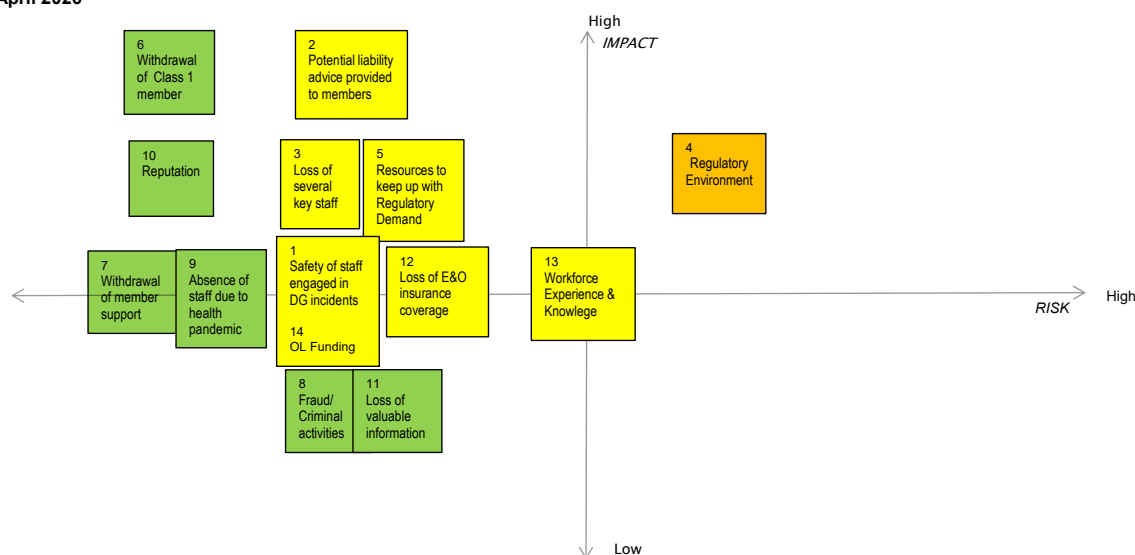 High
IMPACT
6
Withdrawal
of Class 1
member
2
Potential liability
advice provided
to members
10
Reputation
3
Loss of
several
key staff
5
Resources to
keep up with
Regulatory
Demand
4
Regulatory
Environment
7
Withdrawal
of member
support
9
Absence of
staff due to
health
pandemic
1
Safety of staff
engaged in
DG incidents
14
OL Funding
12
Loss of E&O
insurance
coverage
13
Workforce
Experience &
Knowlege
High
RISK
8
Fraud/
Criminal
activities
11
Loss of
valuable
information
Low